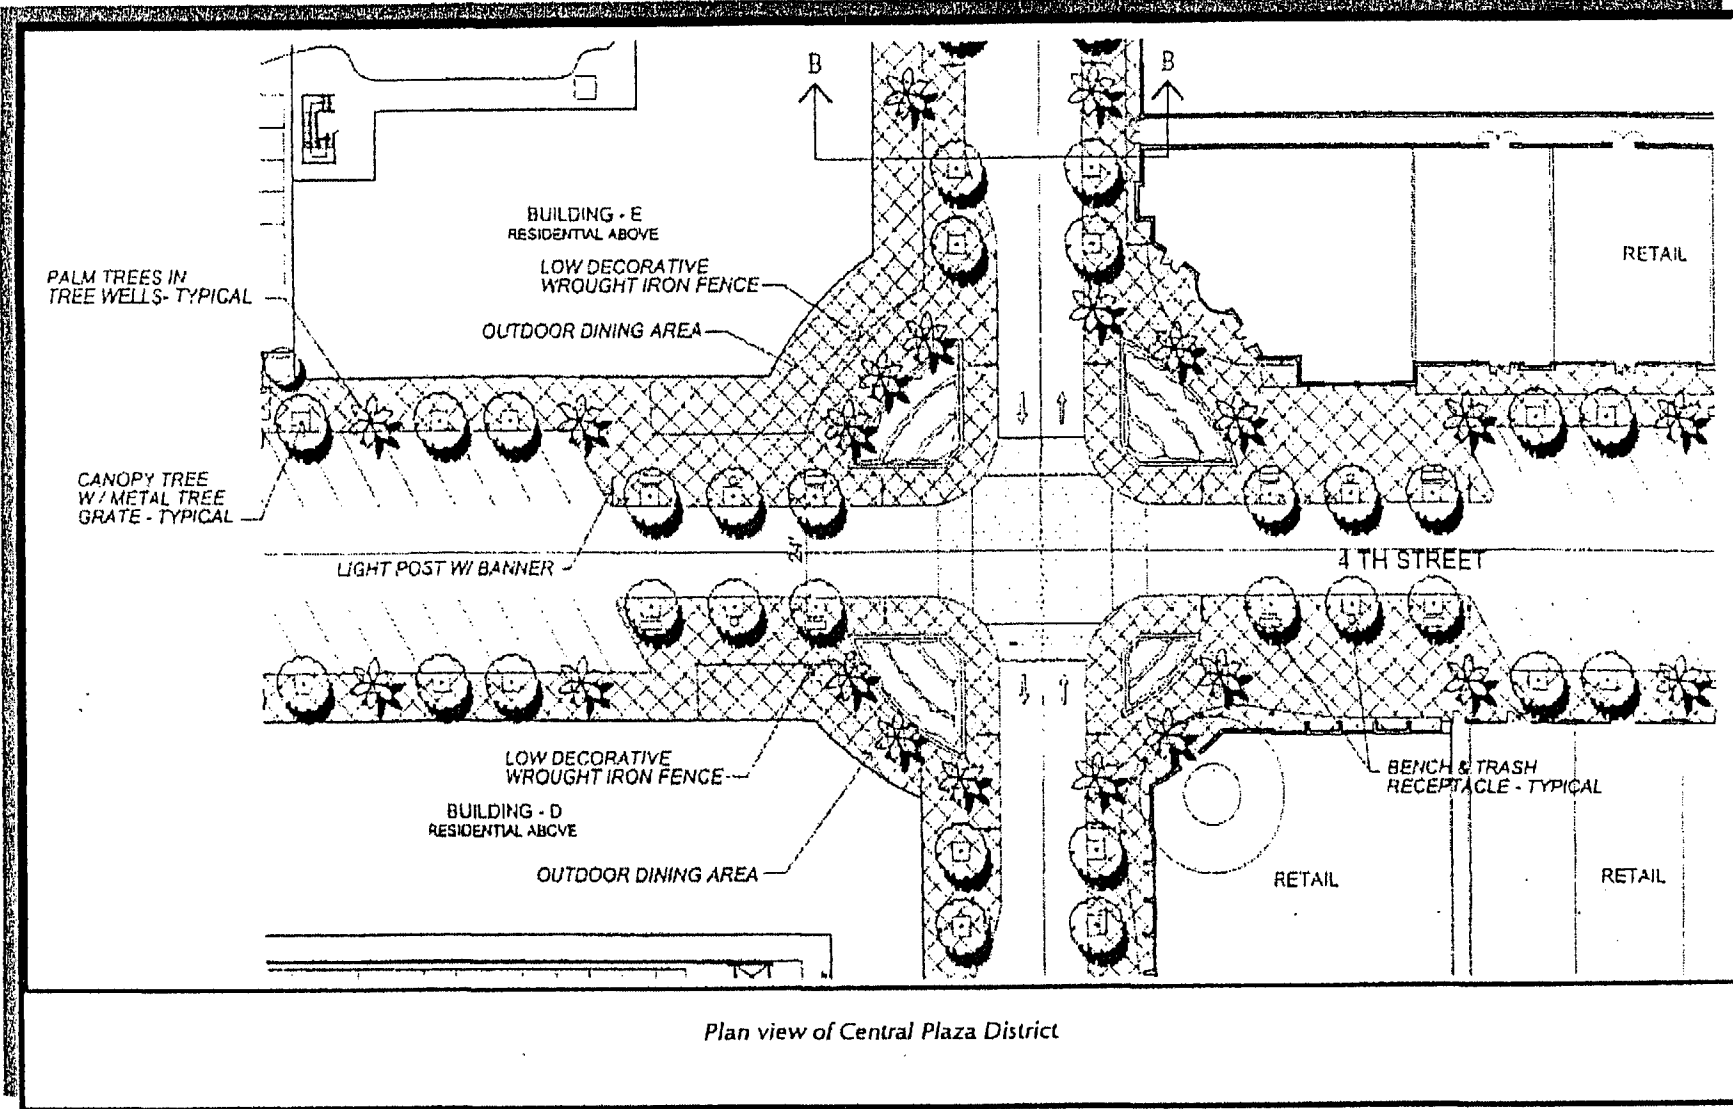 B
B
BUILDING - E
RESIDENTIAL ABOVE
RETAIL
PALM TREES IN
TREE WELLS- TYPICAL
LOW DECORATIVE
WROUGHT IRON FENCE
OUTDOOR DINING AREA
CANOPY TREE
W/ METAL TREE
GRATE - TYPICAL
24'
4 TH STREET
LIGHT POST W/ BANNER
LOW DECORATIVE
WROUGHT IRON FENCE
BENCH & TRASH
RECEPTACLE - TYPICAL
BUILDING - D
RESIDENTIAL ABOVE
OUTDOOR DINING AREA
RETAIL
RETAIL
Plan view of Central Plaza District